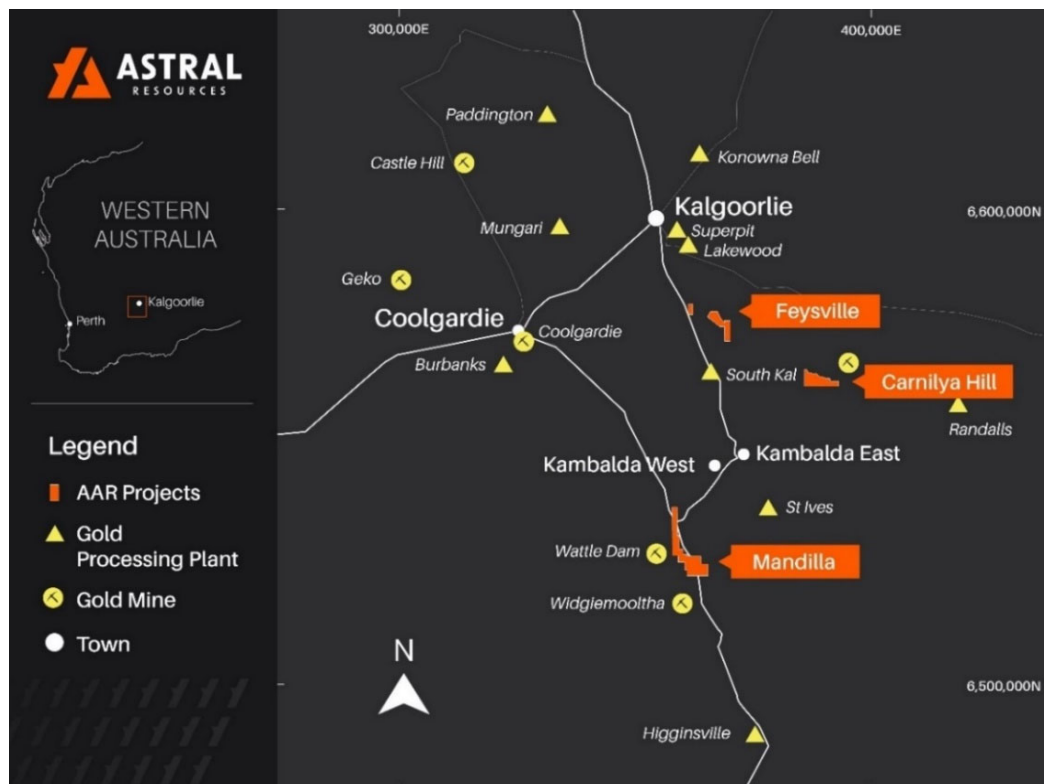 ASTRAL
RESOURCES
WESTERN
AUSTRALIA
Kalgoorlie
Perth
Legend
AAR Projects
Gold
Processing Plant
Gold Mine
Town
300,000E
400,000E
Paddington
Castle Hill
Konowna Bell
Kalgoorlie
6,600,000N
Mungari
Superpit
Lakewood
Geko
Feysville
Coolgardie
Coolgardie
Burbanks
South Kal
Carnilya Hill
Randalls
Kambalda West
Kambalda East
St Ives
Wattle Dam
Mandilla
Widgiemooltha
N
6,500,000N
Higginsville